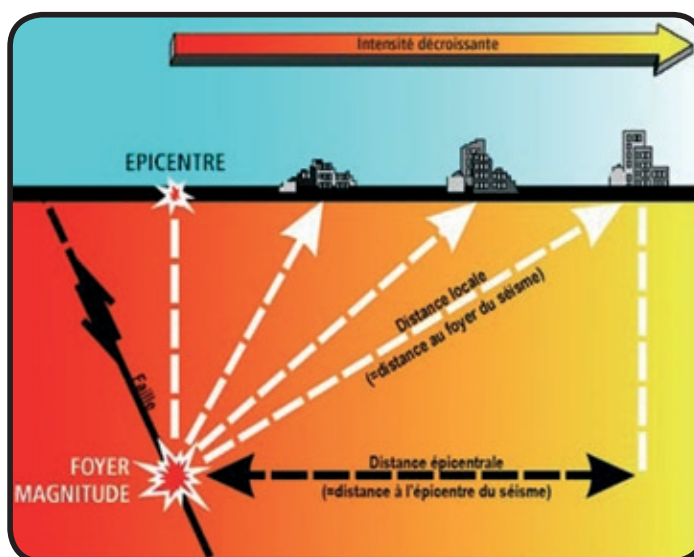 Intensité décroissante
EPICENTRE
Distance locale
(=distance au foyer du séisme)
Faille
FOYER
MAGNITUDE
Distance épicentrale
(=distance à l'épicentre du séisme)